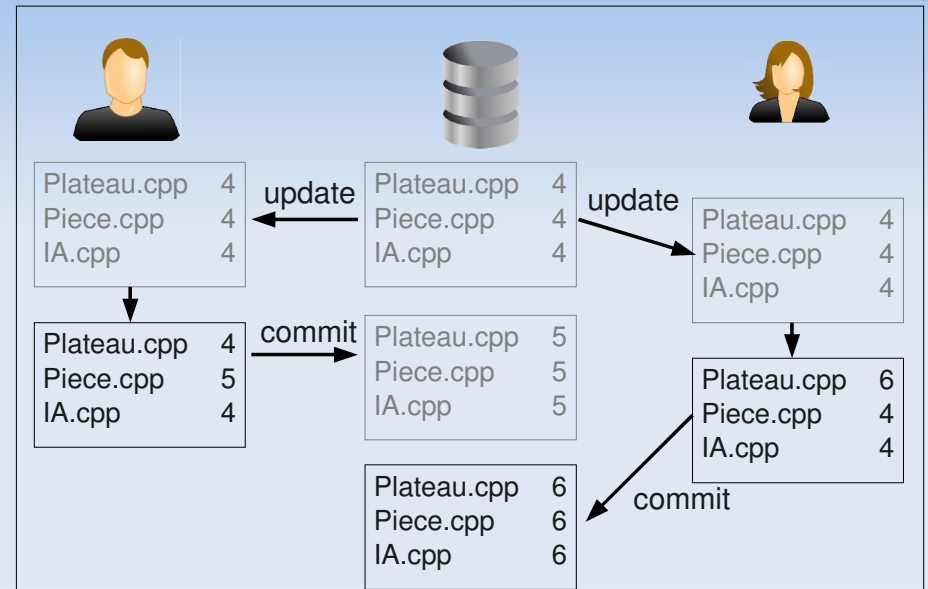 Plateau.cpp 4
Piece.cpp 4
IA.cpp 4
update
Plateau.cpp 4
Piece.cpp 4
IA.cpp 4
update
Plateau.cpp 4
Piece.cpp 4
IA.cpp 4
Plateau.cpp 4
Piece.cpp 5
IA.cpp 4
commit
Plateau.cpp 5
Piece.cpp 5
IA.cpp 5
Plateau.cpp 6
Piece.cpp 4
IA.cpp 4
commit
Plateau.cpp 6
Piece.cpp 6
IA.cpp 6